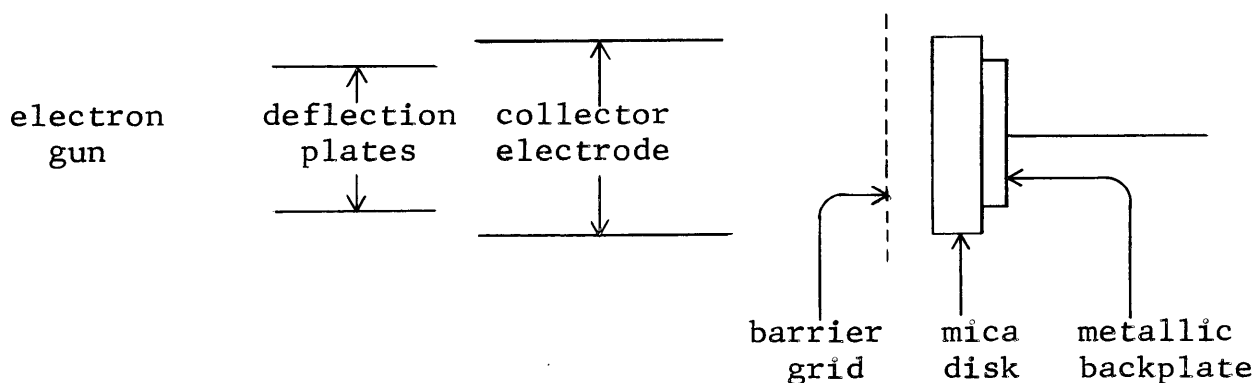 electron
gun
deflection
plates
collector
electrode
barrier
grid
mica
disk
metallic
backplate